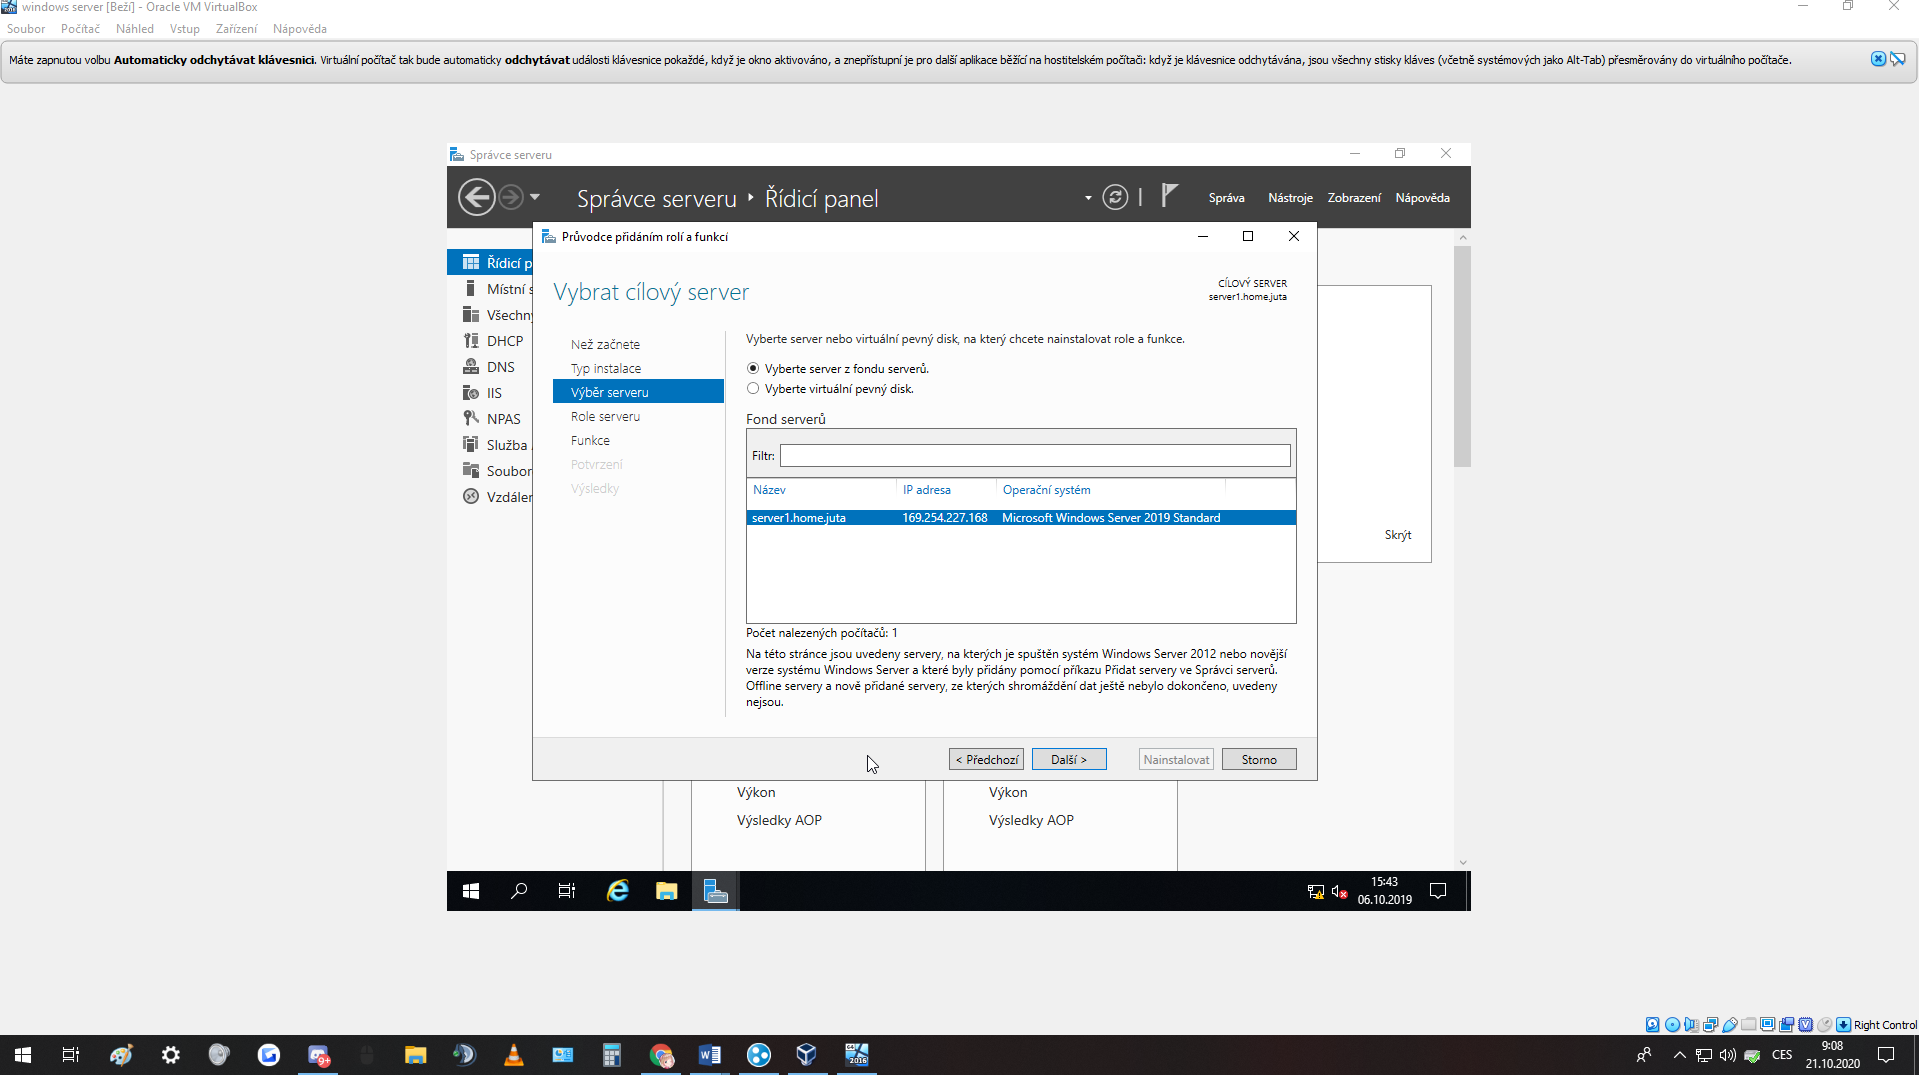 windows server [Beží] - Oracle VM VirtualBox
Soubor Počítač Náhled Vstup Zařízení Nápověda
Máte zapnutou volbu Automaticky odchytávat klávesnici. Virtuální počítač tak bude automaticky odchytávat události klávesnice pokaždé, když je okno aktivováno, a znepřístupní je pro další aplikace běžící na hostitelském počítači: když je klávesnice odchytávána, jsou všechny stisky kláves (včetně systémových jako Alt-Tab) přesměrovány do virtuálního počítače.
Správce serveru
Správce serveru Řídicí panel
Správa Nástroje Zobrazení Nápověda
Průvodce přidáním rolí a funkcí
Řídicí p
Místní s
Všechny
DHCP
DNS
IIS
NPAS
Služba
Soubor
Vzdáler
Vybrat cílový server
CÍLOVÝ SERVER
server1.home.juta
Než začnete
Typ instalace
Výběr serveru
Role serveru
Funkce
Potvrzení
Výsledky
Vyberte server nebo virtuální pevný disk, na který chcete nainstalovat role a funkce.
Vyberte server z fondu serverů.
Vyberte virtuální pevný disk.
Fond serverů
Filtr:
Název IP adresa Operační systém
server1.home.juta 169.254.227.168 Microsoft Windows Server 2019 Standard
Počet nalezených počítačů: 1
Na této stránce jsou uvedeny servery, na kterých je spuštěn systém Windows Server 2012 nebo novější
verze systému Windows Server a které byly přidány pomocí příkazu Přidat servery ve Správci serverů.
Offline servery a nově přidané servery, ze kterých shromáždění dat ještě nebylo dokončeno, uvedeny
nejsou.
Skrýt
< Předchozí Další > Nainstalovat Storno
Výkon Výkon
Výsledky AOP Výsledky AOP
15:43
06.10.2019
Right Control
9+
2016
CES
9:08
21.10.2020